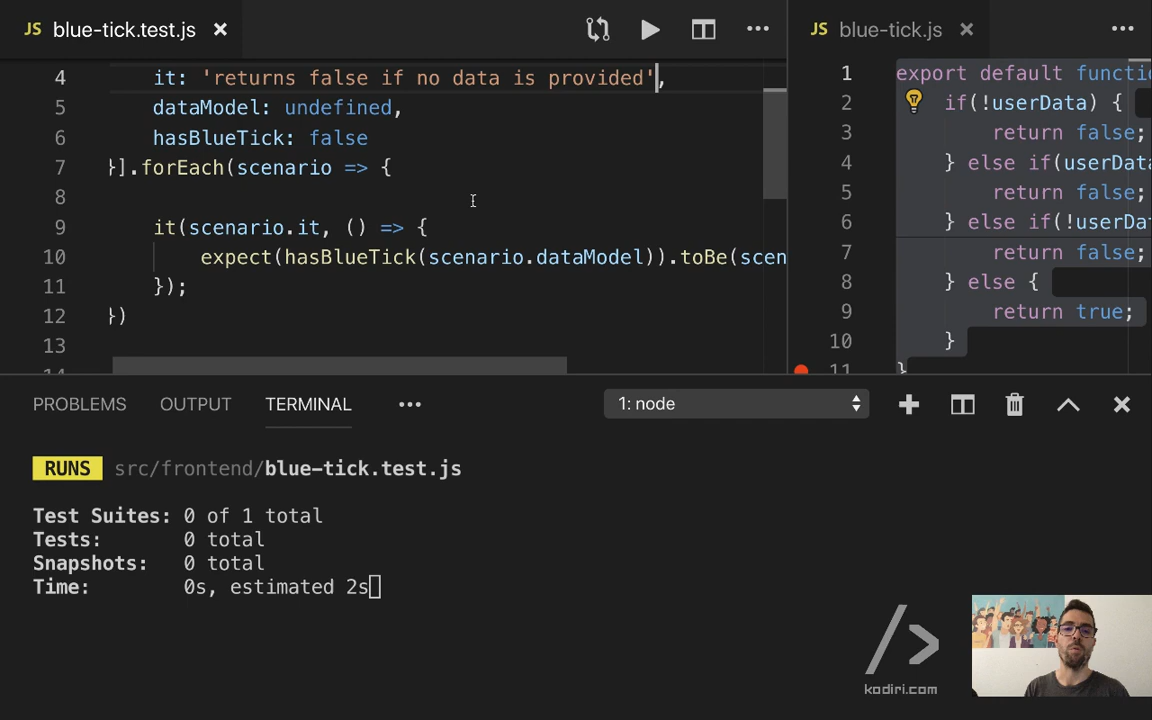 JS blue-tick.test.js
4 it: 'returns false if no data is provided',
5 dataModel: undefined,
6 hasBlueTick: false
7 }].forEach(scenario => {
8
9 it(scenario.it, () => {
10 expect(hasBlueTick(scenario.dataModel)).toBe(scen
11 });
12 })
13
14
JS blue-tick.js
1 export default functi
2 if(!userData) {
3 return false;
4 } else if(userData
5 return false;
6 } else if(!userDat
7 return false;
8 } else {
9 return true;
10 }
11 }
PROBLEMS OUTPUT TERMINAL 1: node
RUNS src/frontend/blue-tick.test.js
Test Suites: 0 of 1 total
Tests: 0 total
Snapshots: 0 total
Time: 0s, estimated 2s
/>
kodiri.com